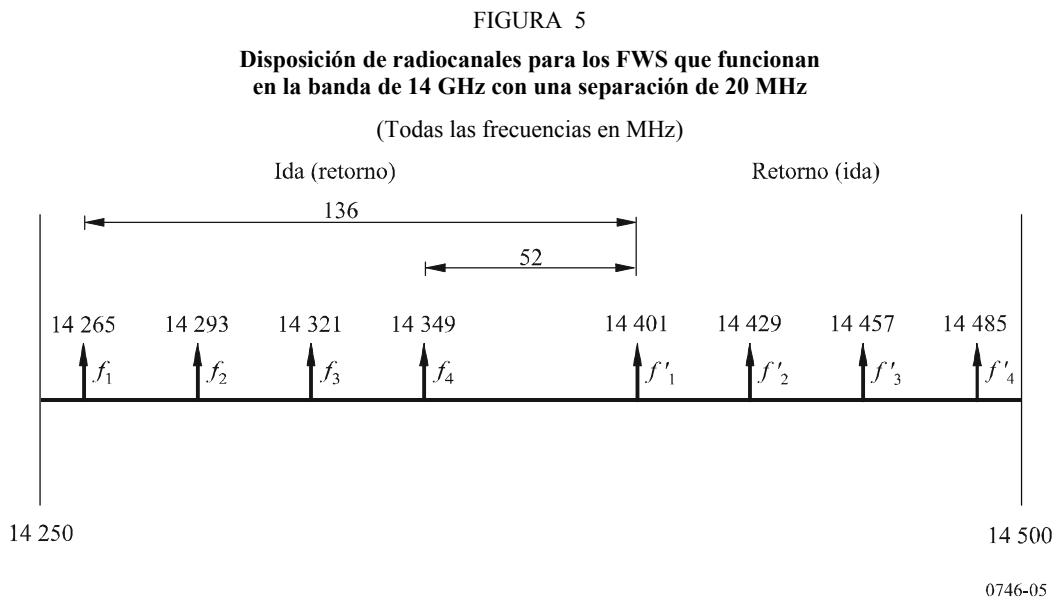 FIGURA 5
Disposición de radiocanales para los FWS que funcionan
en la banda de 14 GHz con una separación de 20 MHz
(Todas las frecuencias en MHz)
Ida (retorno) Retorno (ida)
136
52
14 265 14 293 14 321 14 349 14 401 14 429 14 457 14 485
f1 f2 f3 f4 f'1 f'2 f'3 f'4
14 250 14 500
0746-05